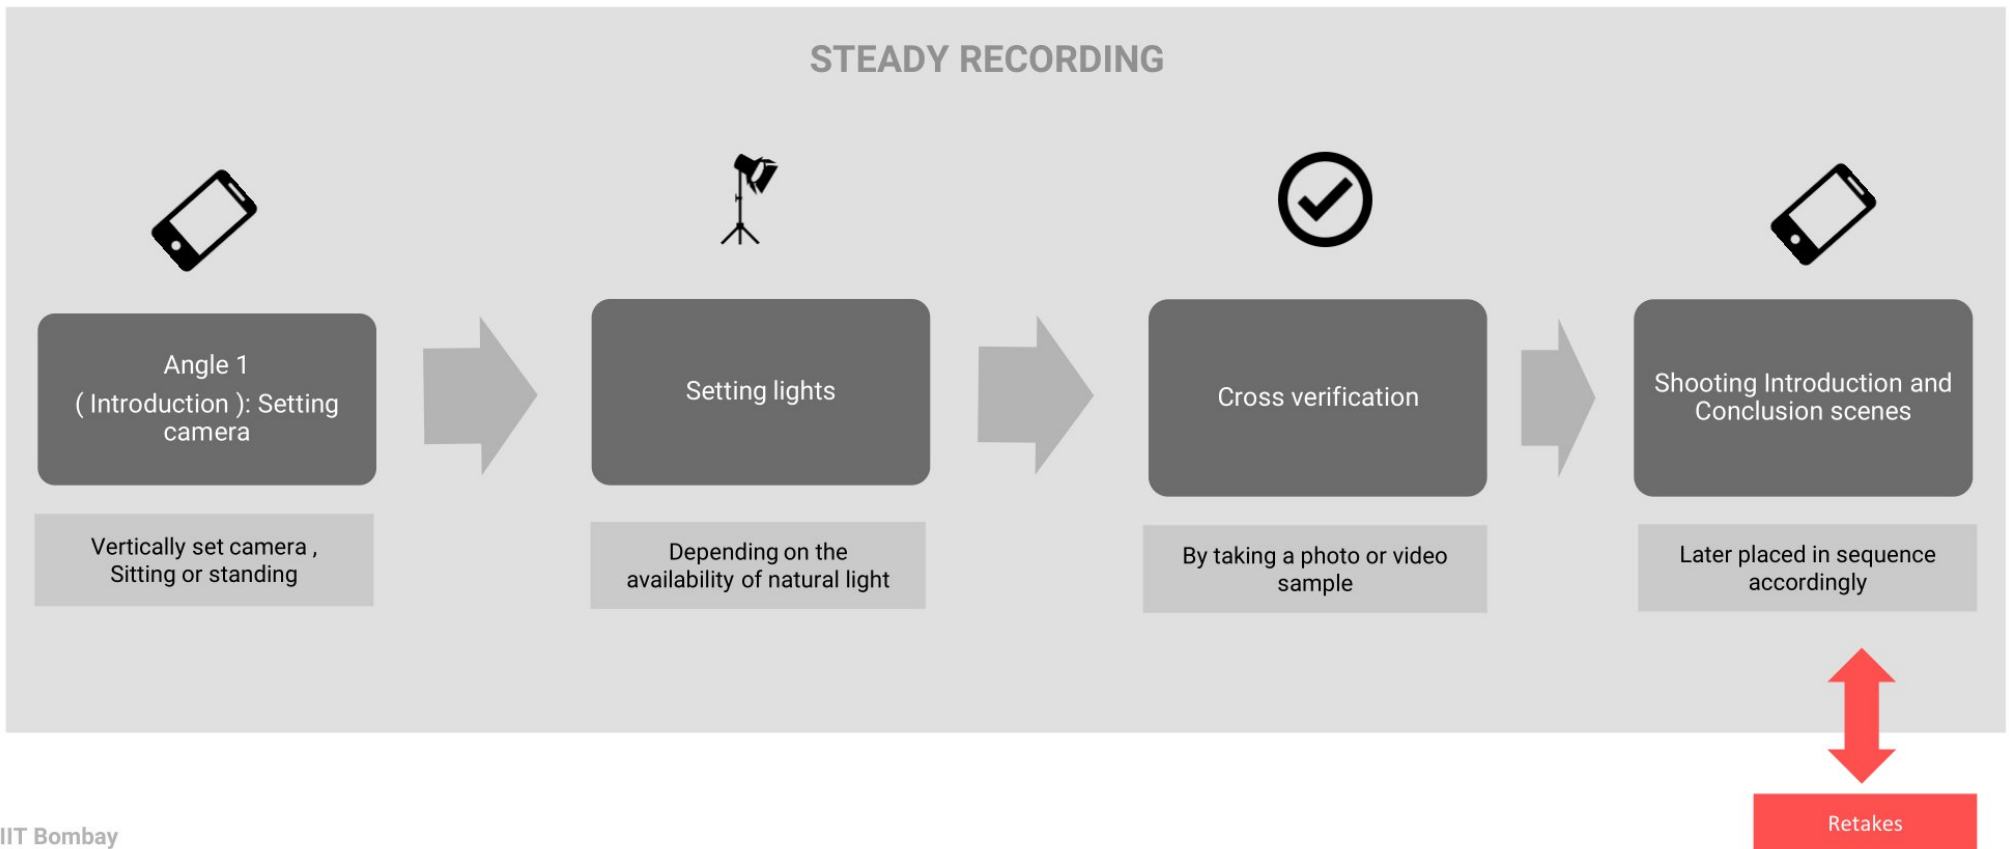 STEADY RECORDING
Angle 1
( Introduction ): Setting
camera
Setting lights
Cross verification
Shooting Introduction and
Conclusion scenes
Vertically set camera ,
Sitting or standing
Depending on the
availability of natural light
By taking a photo or video
sample
Later placed in sequence
accordingly
Retakes
IIT Bombay